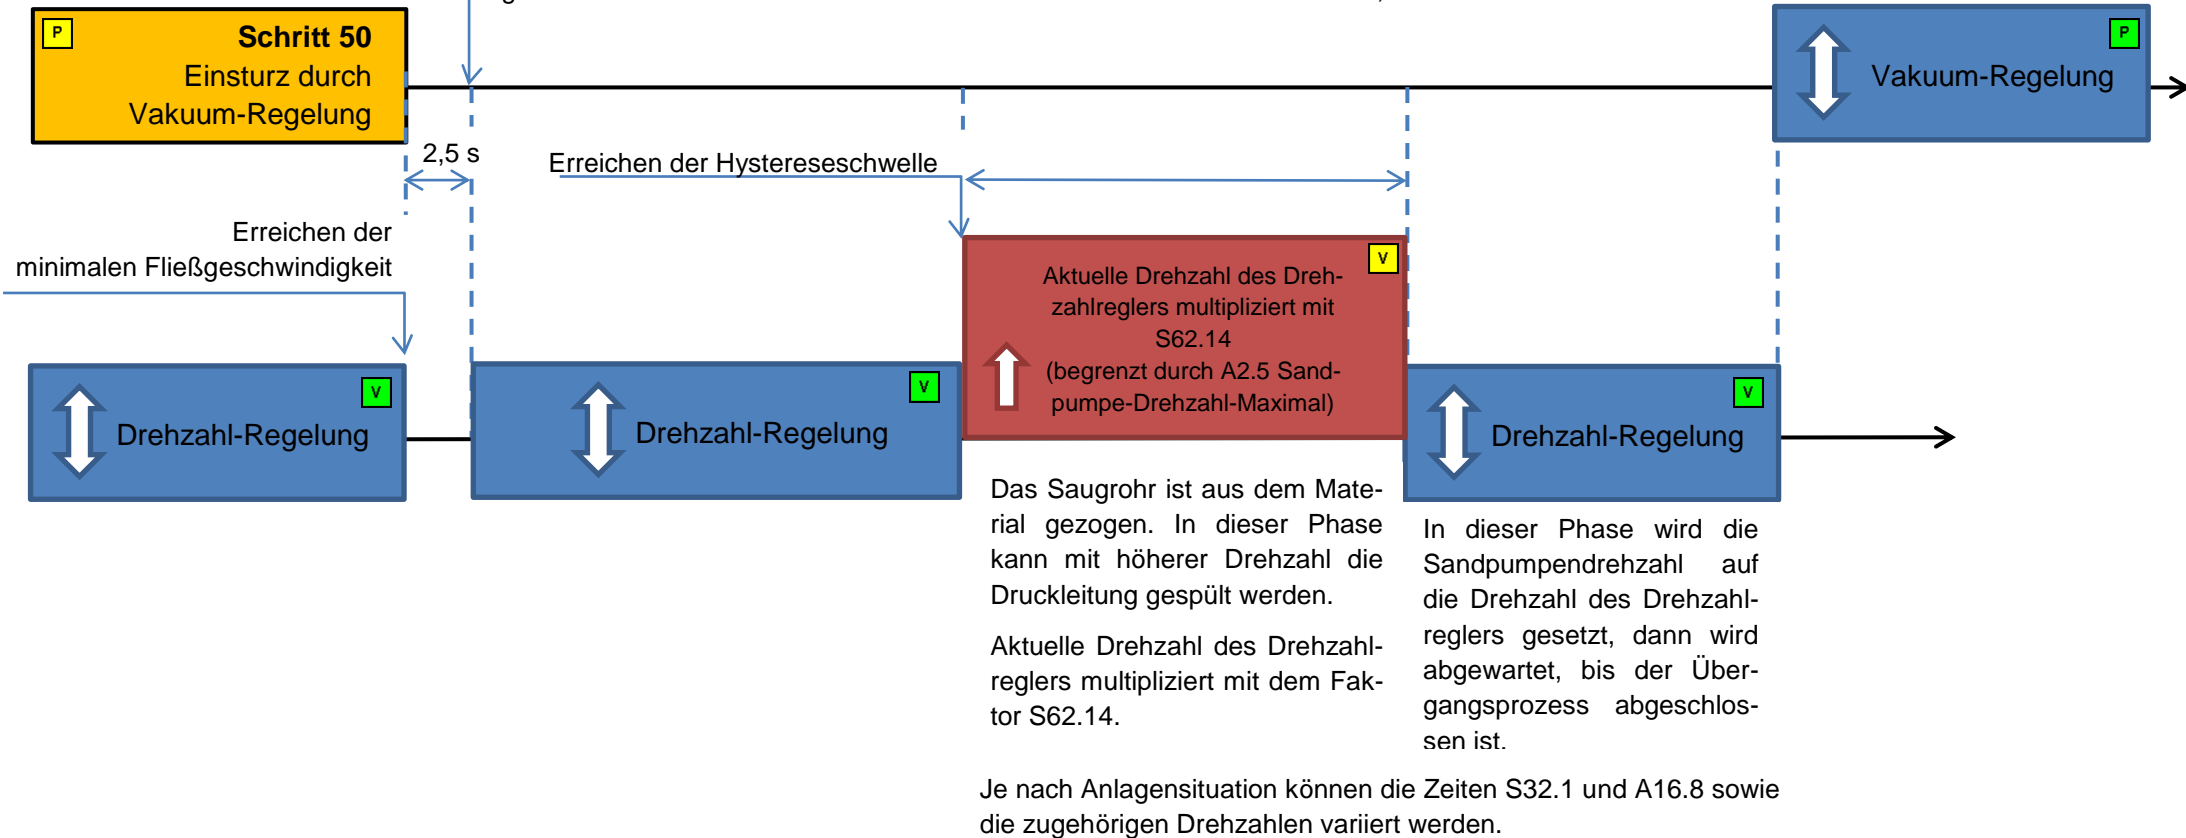 P
Schritt 50
Einsturz durch
Vakuum-Regelung
P
Vakuum-Regelung
2,5 s
Erreichen der Hystereseschwelle
Erreichen der
minimalen Fließgeschwindigkeit
V
Drehzahl-Regelung
V
Drehzahl-Regelung
V
Aktuelle Drehzahl des Dreh-
zahlreglers multipliziert mit
S62.14
(begrenzt durch A2.5 Sand-
pumpe-Drehzahl-Maximal)
V
Drehzahl-Regelung
Das Saugrohr ist aus dem Mate-
rial gezogen. In dieser Phase
kann mit höherer Drehzahl die
Druckleitung gespült werden.
Aktuelle Drehzahl des Drehzahl-
reglers multipliziert mit dem Fak-
tor S62.14.
In dieser Phase wird die
Sandpumpendrehzahl auf
die Drehzahl des Drehzahl-
reglers gesetzt, dann wird
abgewartet, bis der Über-
gangsprozess abgeschlos-
sen ist.
Je nach Anlagensituation können die Zeiten S32.1 und A16.8 sowie
die zugehörigen Drehzahlen variiert werden.